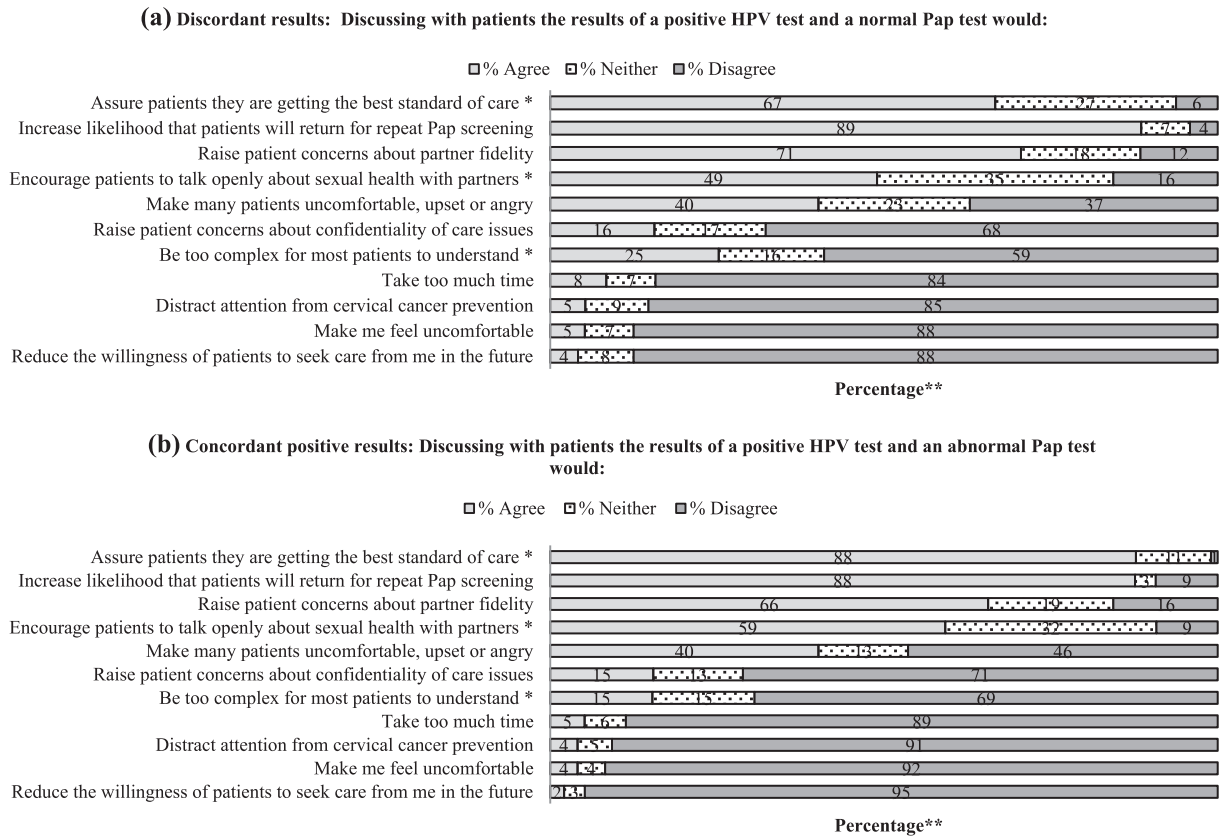 (a) Discordant results: Discussing with patients the results of a positive HPV test and a normal Pap test would:
% Agree % Neither % Disagree
Assure patients they are getting the best standard of care * 67 27 6
Increase likelihood that patients will return for repeat Pap screening 89 7 4
Raise patient concerns about partner fidelity 71 18 12
Encourage patients to talk openly about sexual health with partners * 49 35 16
Make many patients uncomfortable, upset or angry 40 23 37
Raise patient concerns about confidentiality of care issues 16 17 68
Be too complex for most patients to understand * 25 16 59
Take too much time 8 7 84
Distract attention from cervical cancer prevention 5 9 85
Make me feel uncomfortable 5 7 88
Reduce the willingness of patients to seek care from me in the future 4 8 88
Percentage**
(b) Concordant positive results: Discussing with patients the results of a positive HPV test and an abnormal Pap test
would:
% Agree % Neither % Disagree
Assure patients they are getting the best standard of care * 88 11
Increase likelihood that patients will return for repeat Pap screening 88 3 9
Raise patient concerns about partner fidelity 66 19 16
Encourage patients to talk openly about sexual health with partners * 59 32 9
Make many patients uncomfortable, upset or angry 40 13 46
Raise patient concerns about confidentiality of care issues 15 13 71
Be too complex for most patients to understand * 15 15 69
Take too much time 5 6 89
Distract attention from cervical cancer prevention 4 5 91
Make me feel uncomfortable 4 4 92
Reduce the willingness of patients to seek care from me in the future 2 3 95
Percentage**